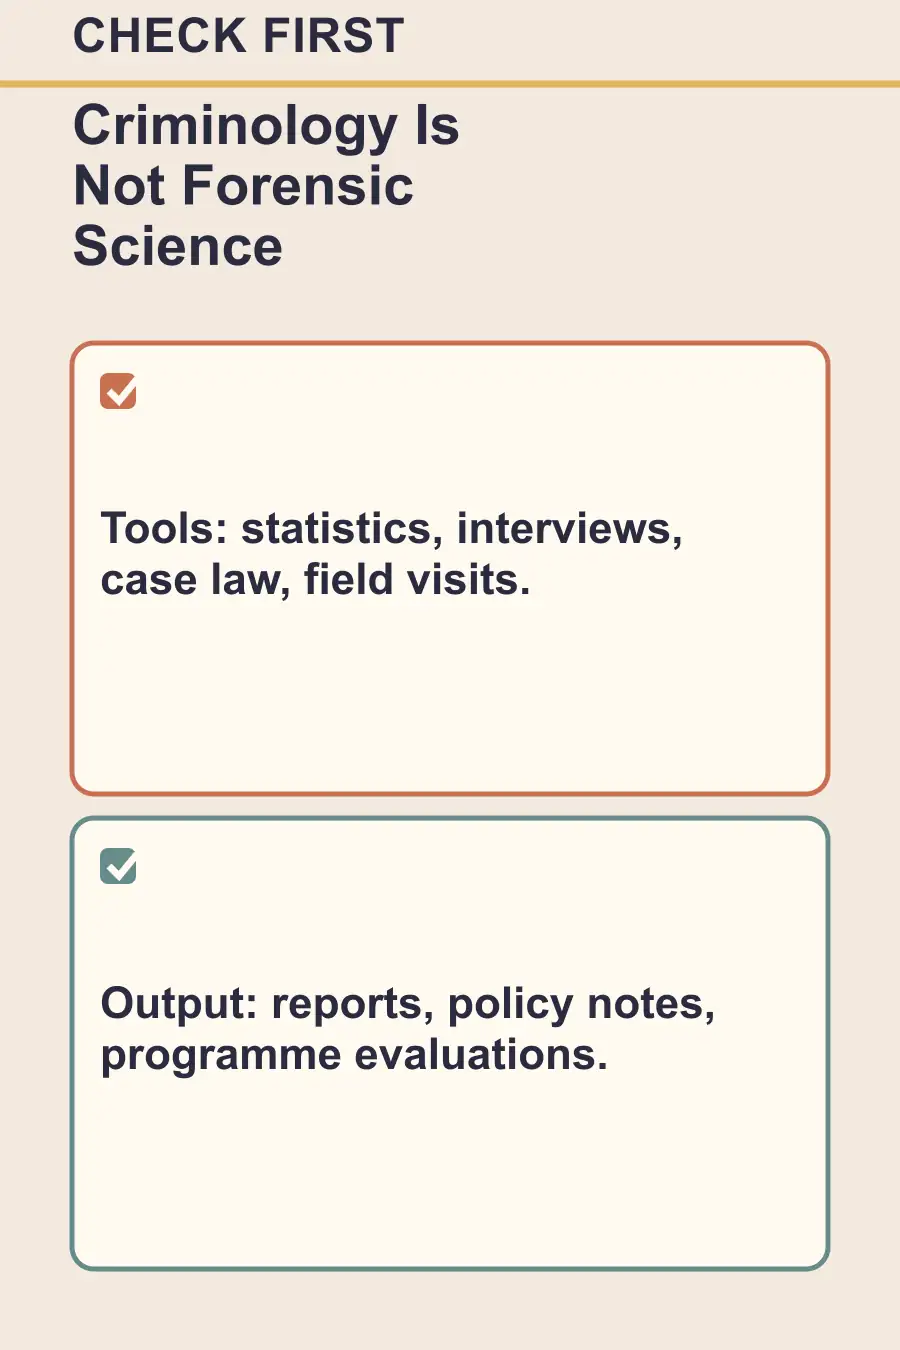 CHECK FIRST
Criminology Is
Not Forensic
Science
Tools: statistics, interviews,
case law, field visits.
Output: reports, policy notes,
programme evaluations.